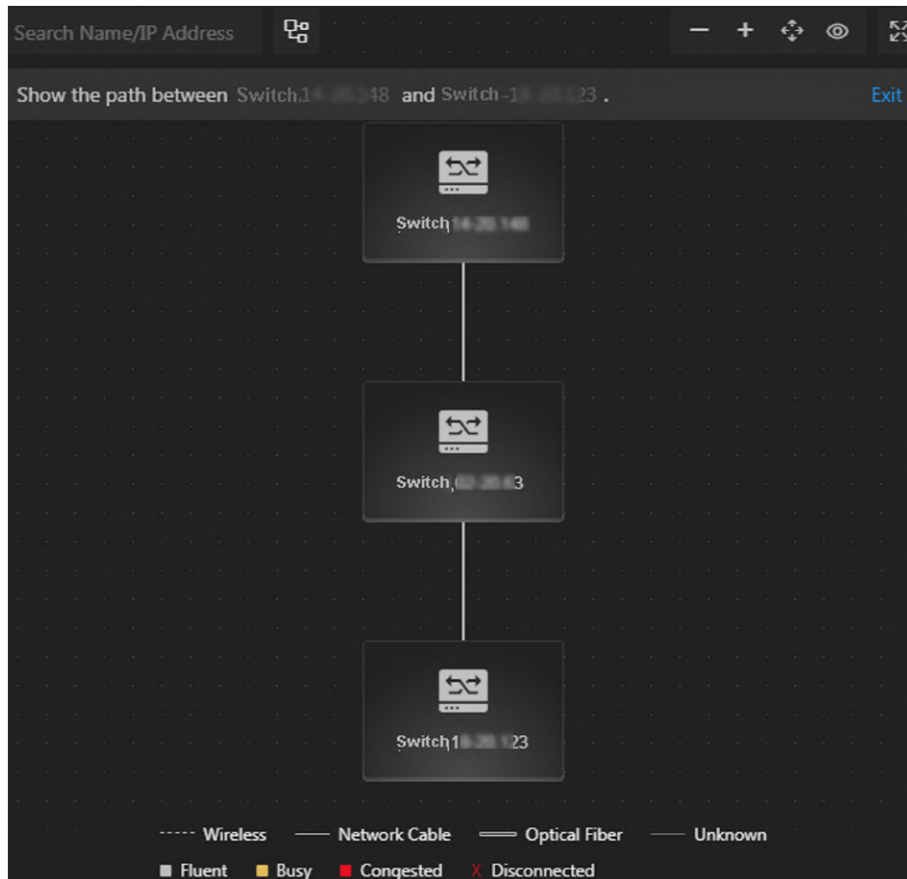 Search Name/IP Address
Show the path between Switch and Switch . Exit
Switch
Switch
Switch
Wireless Network Cable Optical Fiber Unknown
Fluent Busy Congested X Disconnected